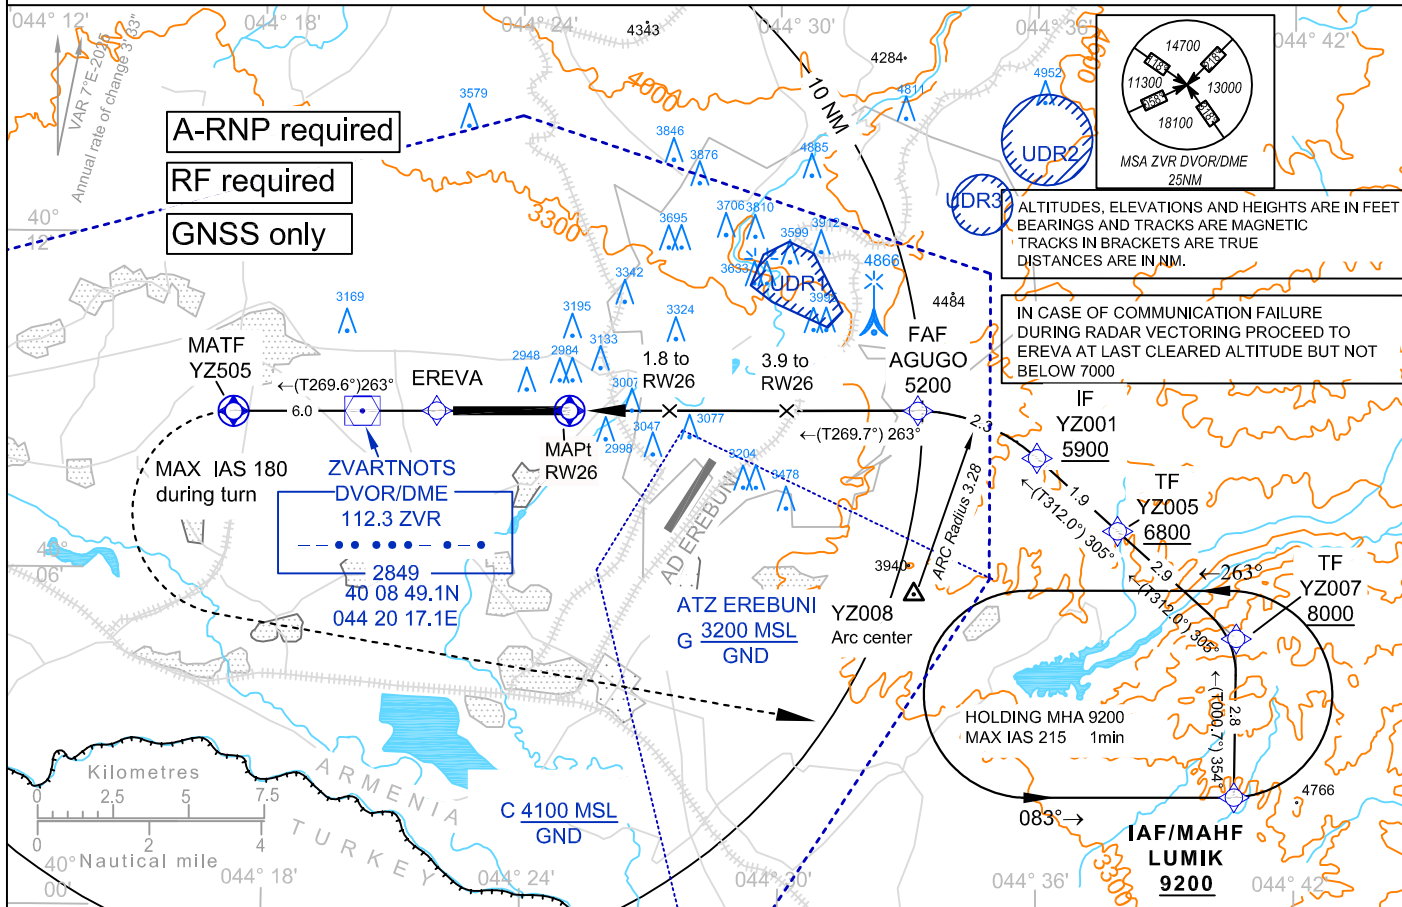 044° 12'
044° 18'
044° 24'
044° 30'
044° 36'
044° 42'
VAR 7°E-2025
Annual rate of change 3' 33"
A-RNP required
RF required
GNSS only
40°
12'
4343
4284
4811
4952
3579
3846
3876
4885
4000
3300
10 NM
14700
11300
13000
18100
MSA ZVR DVOR/DME
25NM
UDR2
UDR3
UDR1
ALTITUDES, ELEVATIONS AND HEIGHTS ARE IN FEET
BEARINGS AND TRACKS ARE MAGNETIC
TRACKS IN BRACKETS ARE TRUE
DISTANCES ARE IN NM.
IN CASE OF COMMUNICATION FAILURE
DURING RADAR VECTORING PROCEED TO
EREVA AT LAST CLEARED ALTITUDE BUT NOT
BELOW 7000
3695
3706
3810
3912
3599
3633
4866
4484
3342
3169
3195
3324
3133
2948
2984
3007
3077
3047
2998
3204
3478
3940
MATF
YZ505
←(T269.6°)263°
6.0
EREVA
1.8 to
RW26
3.9 to
RW26
FAF
AGUGO
5200
←(T269.7°) 263°
2.3
IF
YZ001
5900
1.9
←(T312.0°) 305°
TF
YZ005
6800
2.9
←(T312.0°) 305°
←263°
TF
YZ007
8000
2.8
←(T000.7°) 354°
MAPt
RW26
MAX IAS 180
during turn
ZVARTNOTS
DVOR/DME
112.3 ZVR
2849
40 08 49.1N
044 20 17.1E
AD EREBUNI
ARC Radius 3.28
YZ008
Arc center
ATZ EREBUNI
G 3200 MSL
GND
HOLDING MHA 9200
MAX IAS 215 1min
083°→
4766
IAF/MAHF
LUMIK
9200
3300
C 4100 MSL
GND
ARMENIA
TURKEY
Kilometres
0 2.5 5 7.5
0 2 4
Nautical mile
06'
40°
00'
044° 18'
044° 24'
044° 36'
044° 42'